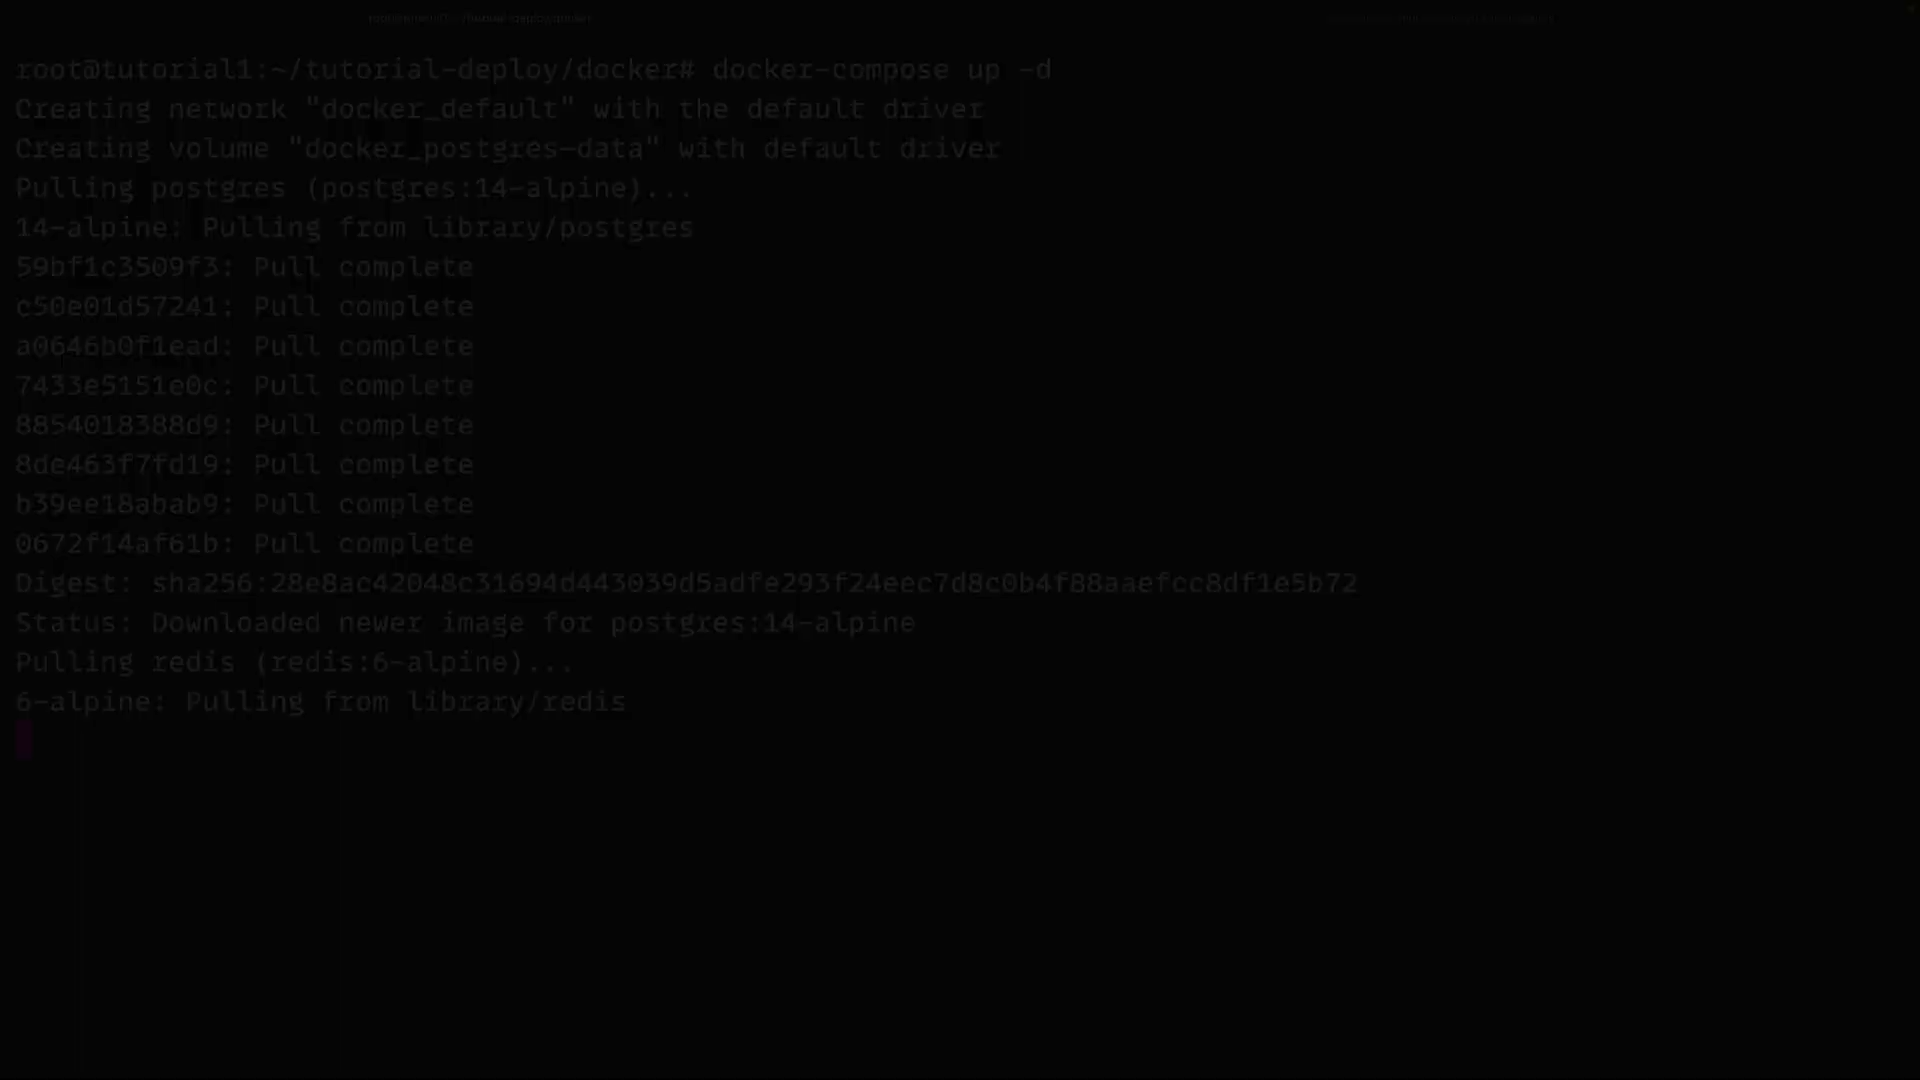 root@tutorial1:~/tutorial-deploy/docker# docker-compose up -d
Creating network "docker_default" with the default driver
Creating volume "docker_postgres-data" with default driver
Pulling postgres (postgres:14-alpine)...
14-alpine: Pulling from library/postgres
59bf1c3509f3: Pull complete
c50e01d57241: Pull complete
a0646b0f1ead: Pull complete
7433e5151e0c: Pull complete
8854018388d9: Pull complete
8de463f7fd19: Pull complete
b39ee18abab9: Pull complete
0672f14af61b: Pull complete
Digest: sha256:28e8ac42048c31694d443039d5adfe293f24eec7d8c0b4f88aaefcc8df1e5b72
Status: Downloaded newer image for postgres:14-alpine
Pulling redis (redis:6-alpine)...
6-alpine: Pulling from library/redis